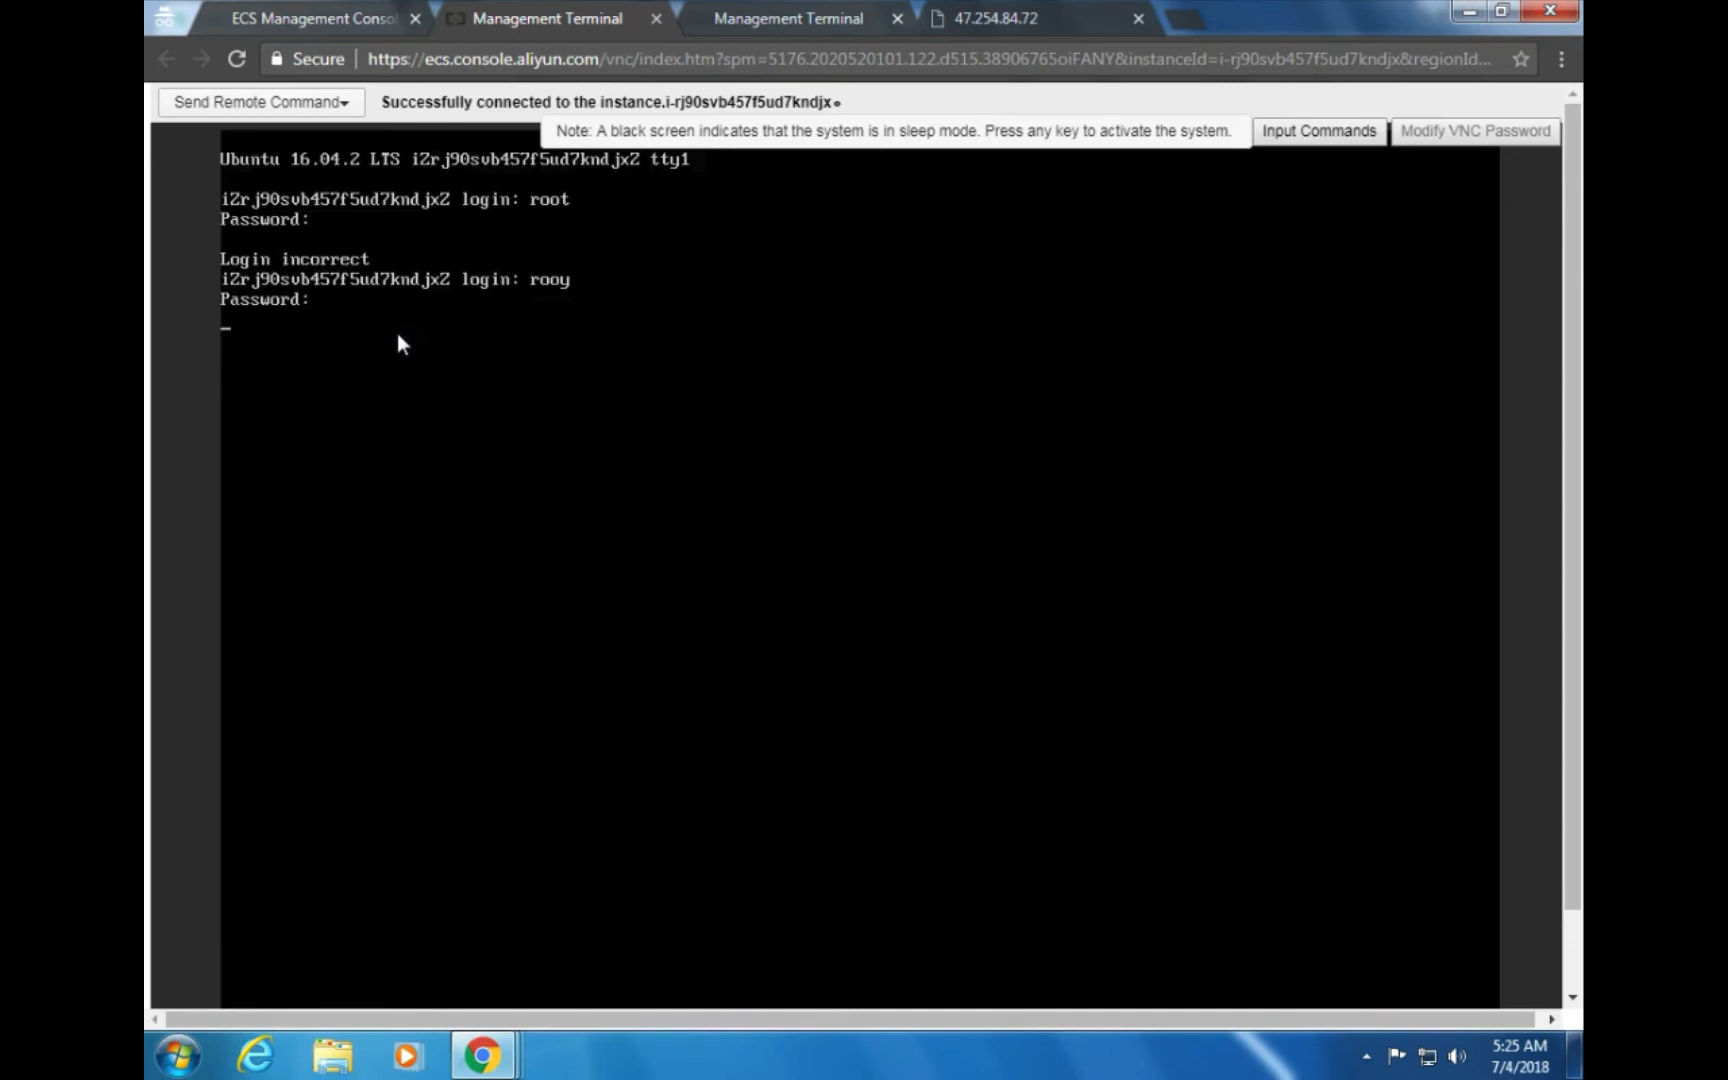 ECS Management Consol
Management Terminal
Management Terminal
47.254.84.72
Secure
https://ecs.console.aliyun.com/vnc/index.htm?spm=5176.2020520101.122.d515.38906765oiFANY&instanceId=i-rj90svb457f5ud7kndjx&regionId...
Send Remote Command
Successfully connected to the instance.i-rj90svb457f5ud7kndjx。
Note: A black screen indicates that the system is in sleep mode. Press any key to activate the system.
Input Commands
Modify VNC Password
Ubuntu 16.04.2 LTS iZrj90svb457f5ud7kndjxZ tty1
iZrj90svb457f5ud7kndjxZ login: root
Password:
Login incorrect
iZrj90svb457f5ud7kndjxZ login: rooy
Password:
_
5:25 AM
7/4/2018